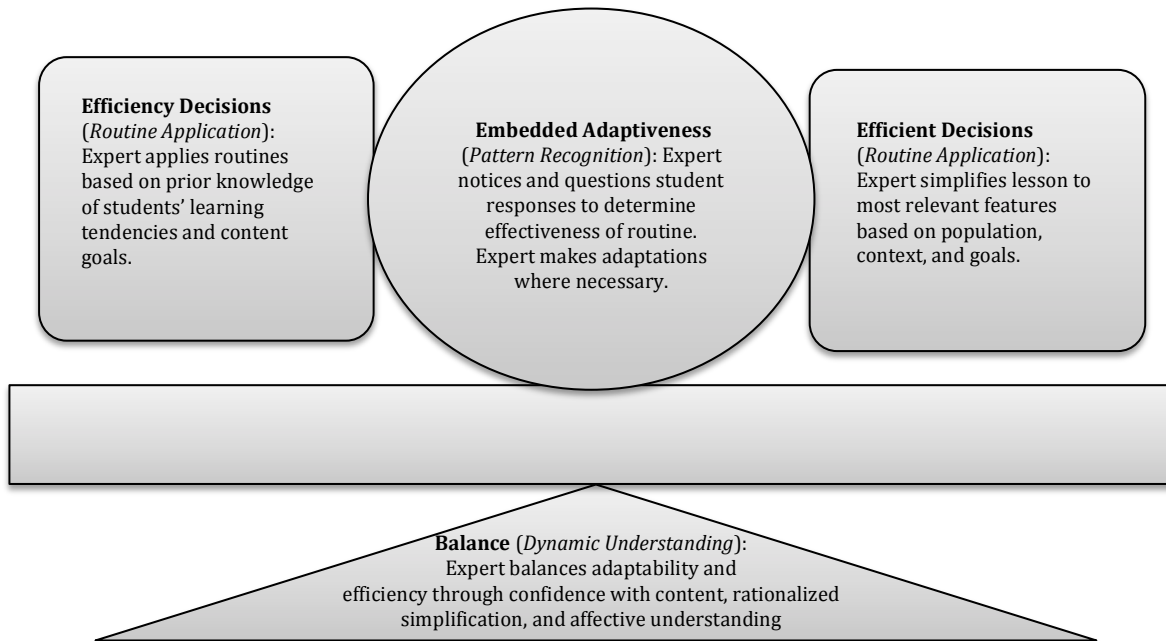 Efficiency Decisions
(Routine Application):
Expert applies routines
based on prior knowledge
of students’ learning
tendencies and content
goals.
Embedded Adaptiveness
(Pattern Recognition): Expert
notices and questions student
responses to determine
effectiveness of routine.
Expert makes adaptations
where necessary.
Efficient Decisions
(Routine Application):
Expert simplifies lesson to
most relevant features
based on population,
context, and goals.
Balance (Dynamic Understanding):
Expert balances adaptability and
efficiency through confidence with content, rationalized
simplification, and affective understanding